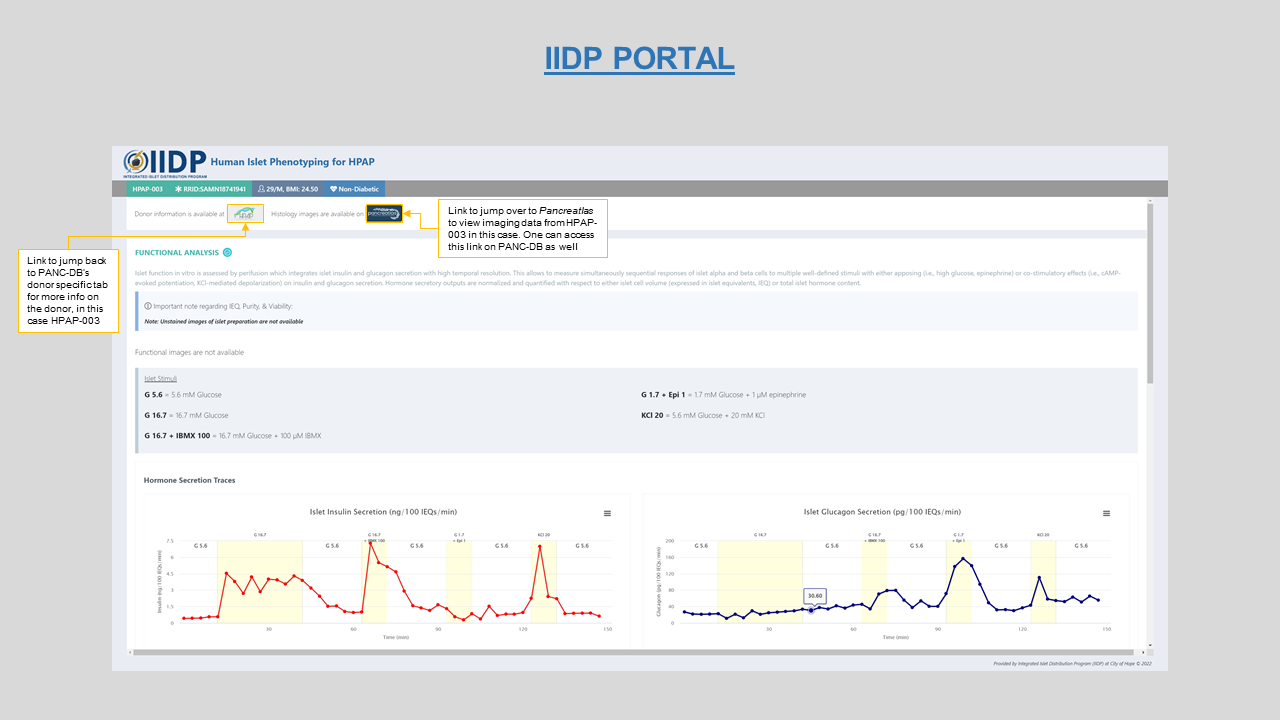 IIDP PORTAL
IIDP
INTEGRATED ISLET DISTRIBUTION PROGRAM
Human Islet Phenotyping for HPAP
HPAP-003 RRID:SAMN18741941 29/M, BMI: 24.50 Non-Diabetic
Donor information is available at HPAP Histology images are available on pancreatlas
Link to jump over to Pancreatlas
to view imaging data from HPAP-
003 in this case. One can access
this link on PANC-DB as well
Link to jump back
to PANC-DB's
donor specific tab
for more info on
the donor, in this
case HPAP-003
FUNCTIONAL ANALYSIS
Islet function in vitro is assessed by perifusion which integrates islet insulin and glucagon secretion with high temporal resolution. This allows to measure simultaneously sequential responses of islet alpha and beta cells to multiple well-defined stimuli with either apposing (i.e., high glucose, epinephrine) or co-stimulatory effects (i.e., cAMP-
evoked potentiation, KCl-mediated depolarization) on insulin and glucagon secretion. Hormone secretory outputs are normalized and quantified with respect to either islet cell volume (expressed in islet equivalents, IEQ) or total islet hormone content.
Important note regarding IEQ, Purity, & Viability:
Note: Unstained images of islet preparation are not available
Functional images are not available
Islet Stimuli
G 5.6 = 5.6 mM Glucose
G 1.7 + Epi 1 = 1.7 mM Glucose + 1 µM epinephrine
G 16.7 = 16.7 mM Glucose
KCl 20 = 5.6 mM Glucose + 20 mM KCl
G 16.7 + IBMX 100 = 16.7 mM Glucose + 100 µM IBMX
Hormone Secretion Traces
Islet Insulin Secretion (ng/100 IEQs/min)
G 16.7 G 16.7 G 1.7 KCl 20
+ IBMX 100 + Epi 1
G 5.6 G 5.6 G 5.6 G 5.6 G 5.6
7.5
6
4.5
3
1.5
0
Insulin (ng/100 IEQs/min)
30 60 90 120 150
Time (min)
Islet Glucagon Secretion (pg/100 IEQs/min)
G 16.7 G 16.7 G 1.7 KCl 20
+ IBMX 100 + Epi 1
G 5.6 G 5.6 G 5.6 G 5.6 G 5.6
200
160
120
80
40
0
Glucagon (pg/100 IEQs/min)
30.60
30 60 90 120 150
Time (min)
Provided by Integrated Islet Distribution Program (IIDP) at City of Hope © 2022